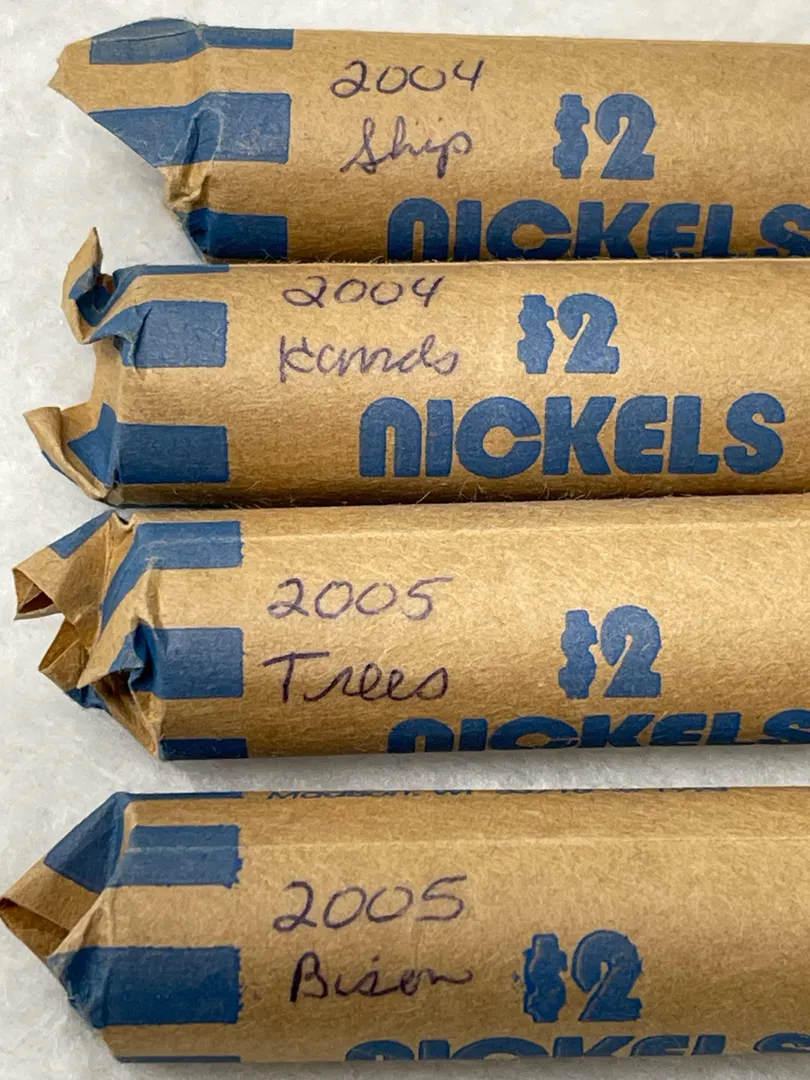 2004
Ship
$2
NICKELS
2004
Hands
$2
NICKELS
2005
Trees
$2
NICKELS
2005
Bison
$2
NICKELS